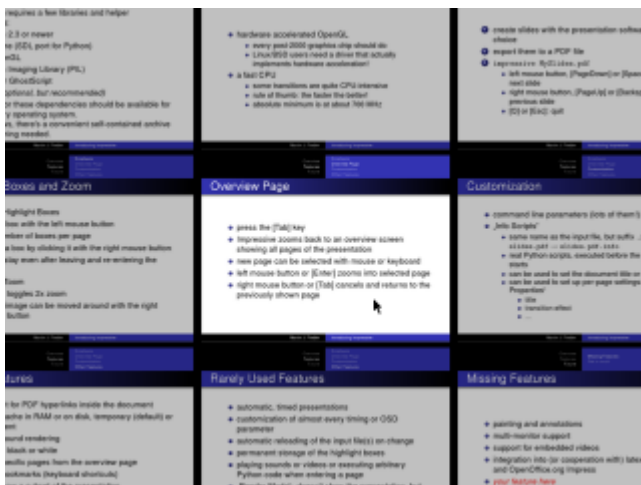 requires a few libraries and helper
2.3 or newer
(SDL port for Python)
Imaging Library (PIL)
GhostScript
optional, but recommended)
or these dependencies should be available for
y operating system.
there's a convenient self-contained archive
ing needed.
hardware accelerated OpenGL
every post-2000 graphics chip should do
Linux/BSD users need a driver that actually
implements hardware acceleration!
a fast CPU
some transitions are quite CPU intensive
rule of thumb: the faster the better!
absolute minimum is at about 700 MHz
create slides with the presentation software
choice
export them to a PDF file
impressive MySlides.pdf
left mouse button, [PageDown] or [Space
next slide
right mouse button, [PageUp] or [Backsp
previous slide
[Q] or [Esc]: quit
Boxes and Zoom
Highlight Boxes
box with the left mouse button
mber of boxes per page
a box by clicking it with the right mouse button
stay even after leaving and re-entering the
Zoom
toggles 2x zoom
image can be moved around with the right
button
Overview Page
press the [Tab] key
Impressive zooms back to an overview screen
showing all pages of the presentation
new page can be selected with mouse or keyboard
left mouse button or [Enter] zooms into selected page
right mouse button or [Tab] cancels and returns to the
previously shown page
Customization
command line parameters (lots of them!)
„Info Scripts"
same name as the input file, but suffix
slides.pdf → slides.pdf.info
real Python scripts, executed before the
starts
can be used to set the document title or
can be used to set up per-page settings
Properties"
title
transition effect
...
tures
t for PDF hyperlinks inside the document
ache in RAM or on disk, temporary (default) or
ound rendering
black or white
ecific pages from the overview page
bookmarks (keyboard shortcuts)
Rarely Used Features
automatic, timed presentations
customization of almost every timing or OSD
parameter
automatic reloading of the input file(s) on change
permanent storage of the highlight boxes
playing sounds or videos or executing arbitrary
Python code when entering a page
Missing Features
painting and annotations
multi-monitor support
support for embedded videos
integration into (or cooperation with) latex
and OpenOffice.org Impress
your feature here